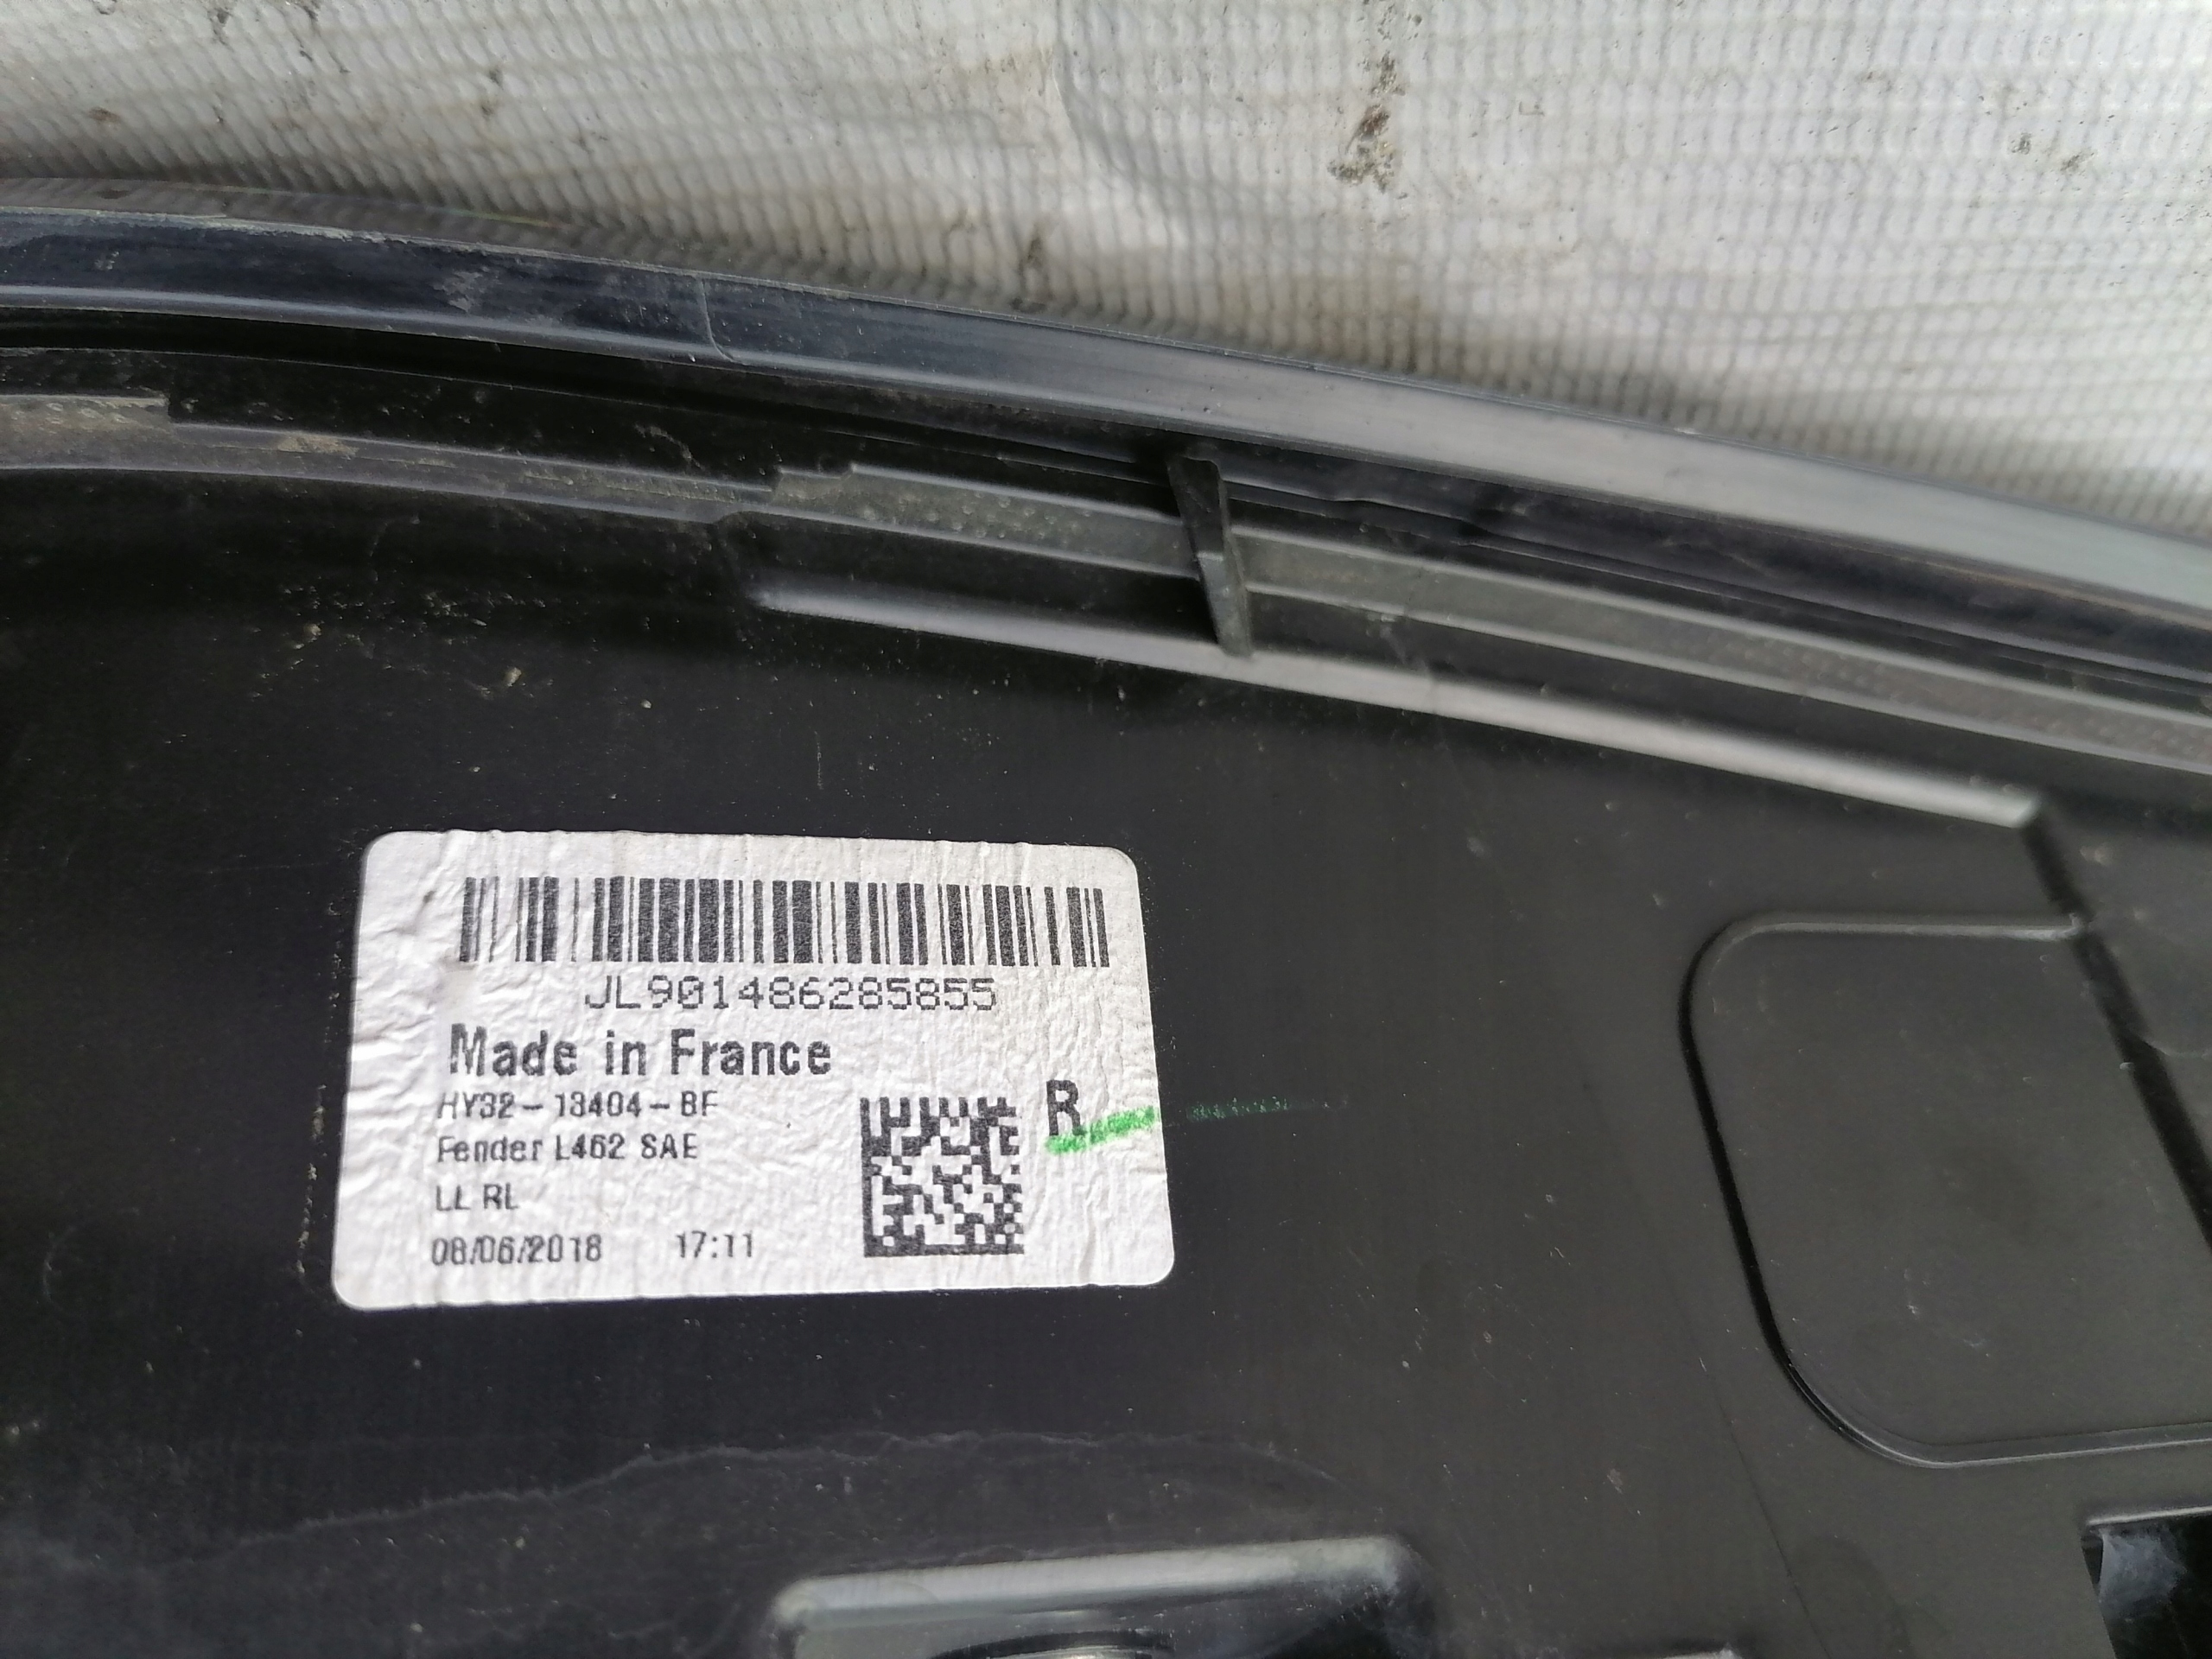 JL901486285855
Made in France
HY32-13404-BF
R
Fender L462 SAE
LL RL
08/06/2018 17:11